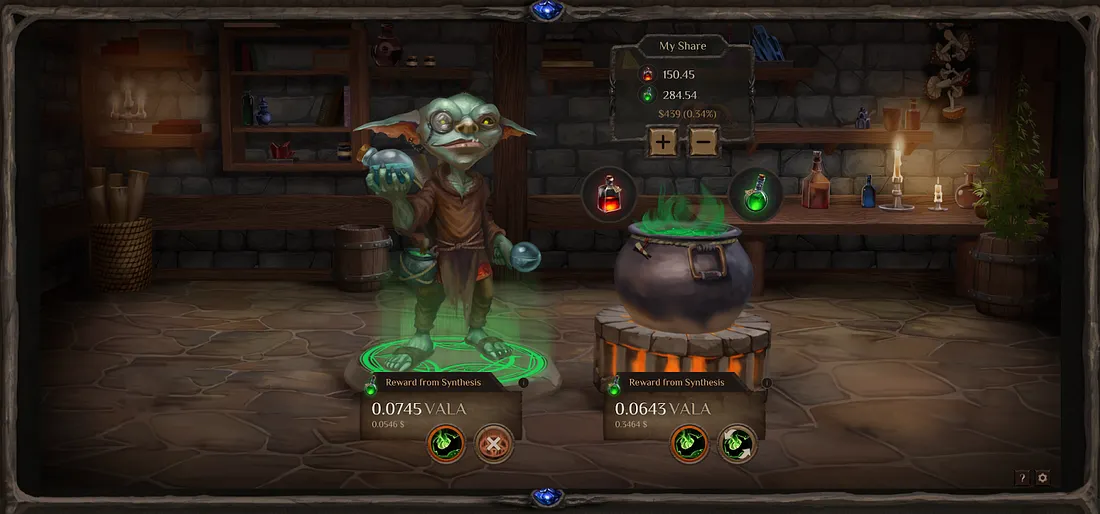 My Share
150.45
284.54
$439 (0.34%)
+ −
Reward from Synthesis
0.0745 VALA
0.0546 $
Reward from Synthesis
0.0643 VALA
0.3464 $
?